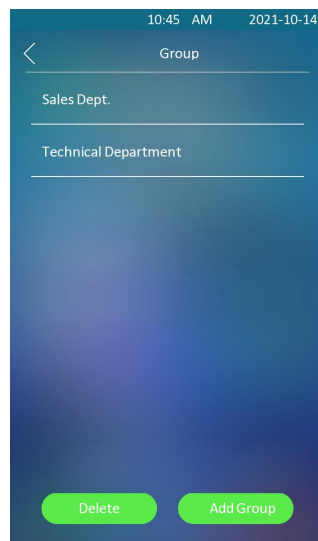 10:45 AM 2021-10-14
Group
Sales Dept.
Technical Department
Delete Add Group